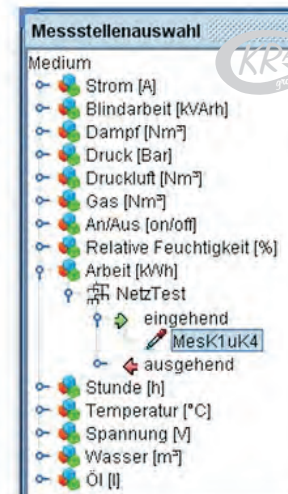 Messstellenauswahl
Medium
Strom [A]
Blindarbeit [kVArh]
Dampf [Nm³]
Druck [Bar]
Druckluft [Nm³]
Gas [Nm³]
An/Aus [on/off]
Relative Feuchtigkeit [%]
Arbeit [kWh]
NetzTest
eingehend
MesK1uK4
ausgehend
Stunde [h]
Temperatur [°C]
Spannung [V]
Wasser [m³]
Öl [l]